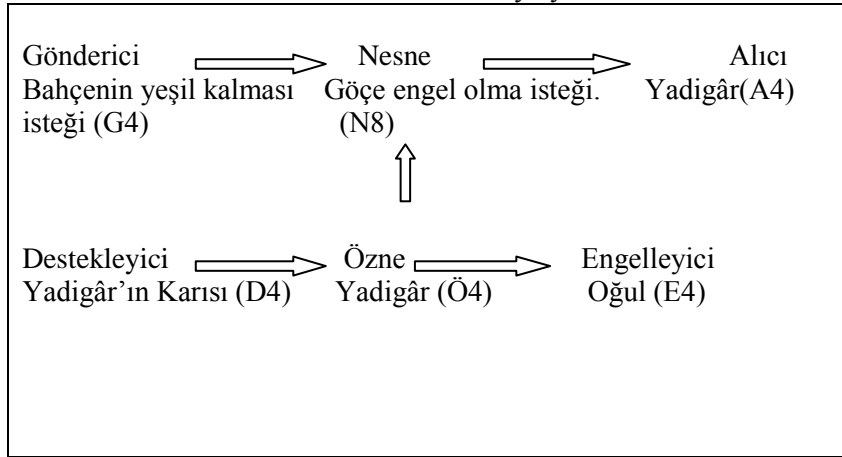 Gönderici Nesne Alıcı
Bahçenin yeşil kalması Göçe engel olma isteği. Yadigâr(A4)
isteği (G4) (N8)
Destekleyici Özne Engelleyici
Yadigâr’ın Karısı (D4) Yadigâr (Ö4) Oğul (E4)